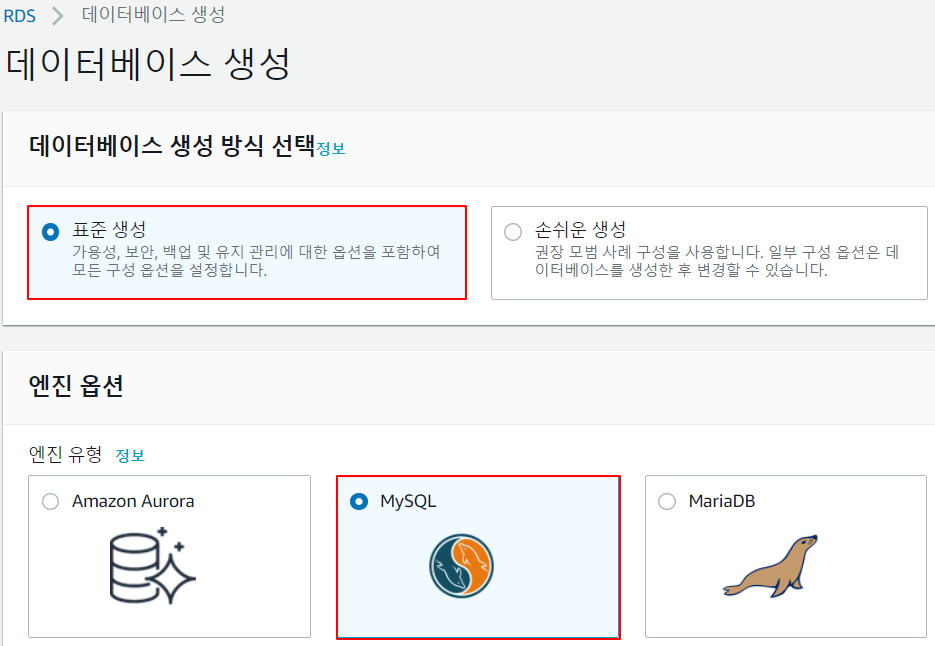 RDS > 데이터베이스 생성
데이터베이스 생성
데이터베이스 생성 방식 선택 정보
표준 생성
가용성, 보안, 백업 및 유지 관리에 대한 옵션을 포함하여
모든 구성 옵션을 설정합니다.
손쉬운 생성
권장 모범 사례 구성을 사용합니다. 일부 구성 옵션은 데
이터베이스를 생성한 후 변경할 수 있습니다.
엔진 옵션
엔진 유형 정보
Amazon Aurora
MySQL
MariaDB